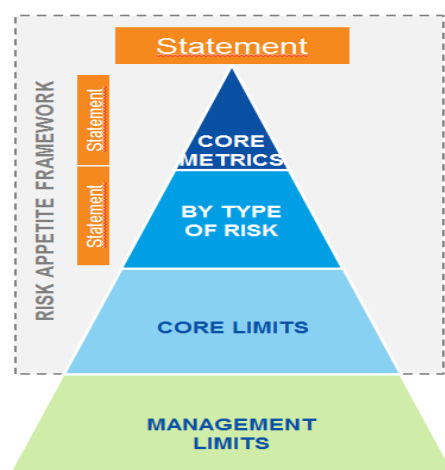 Statement
RISK APPETITE FRAMEWORK
Statement
Statement
CORE
METRICS
BY TYPE
OF RISK
CORE LIMITS
MANAGEMENT
LIMITS